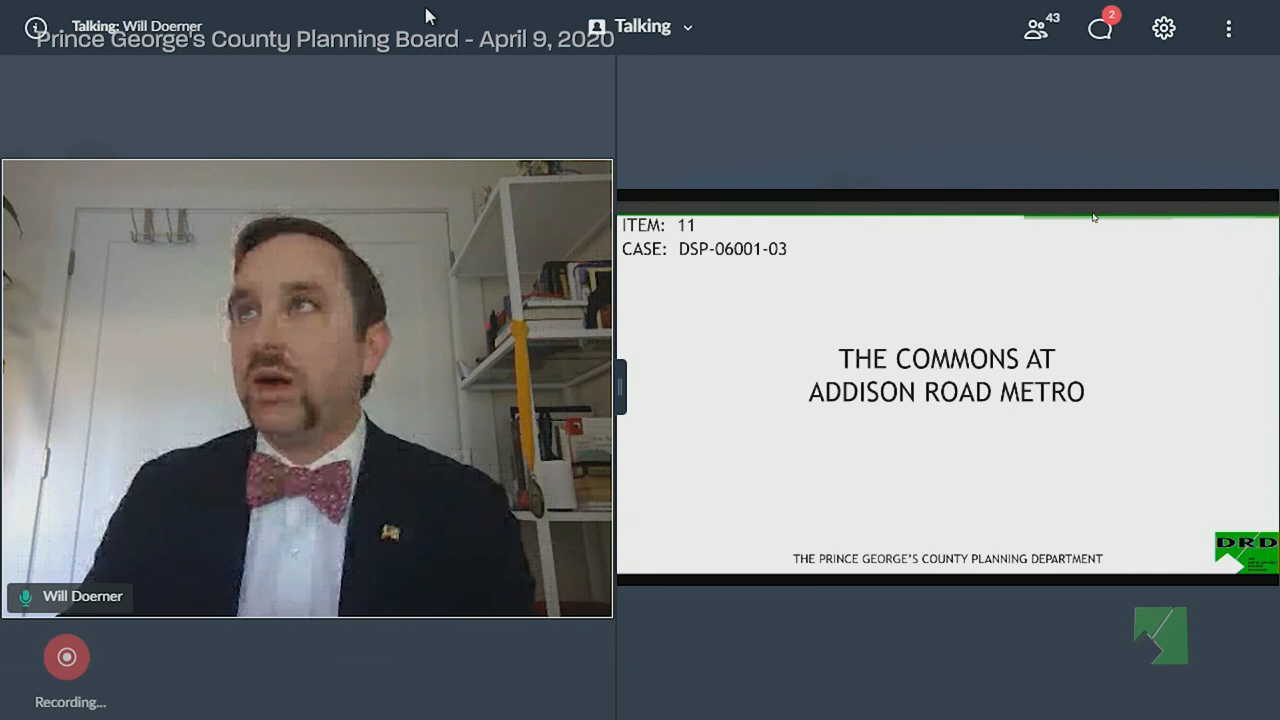 Talking: Will Doerner
Prince George's County Planning Board - April 9, 2020
Talking
43
2
ITEM: 11
CASE: DSP-06001-03
THE COMMONS AT
ADDISON ROAD METRO
THE PRINCE GEORGE'S COUNTY PLANNING DEPARTMENT
DRD
Will Doerner
Recording...